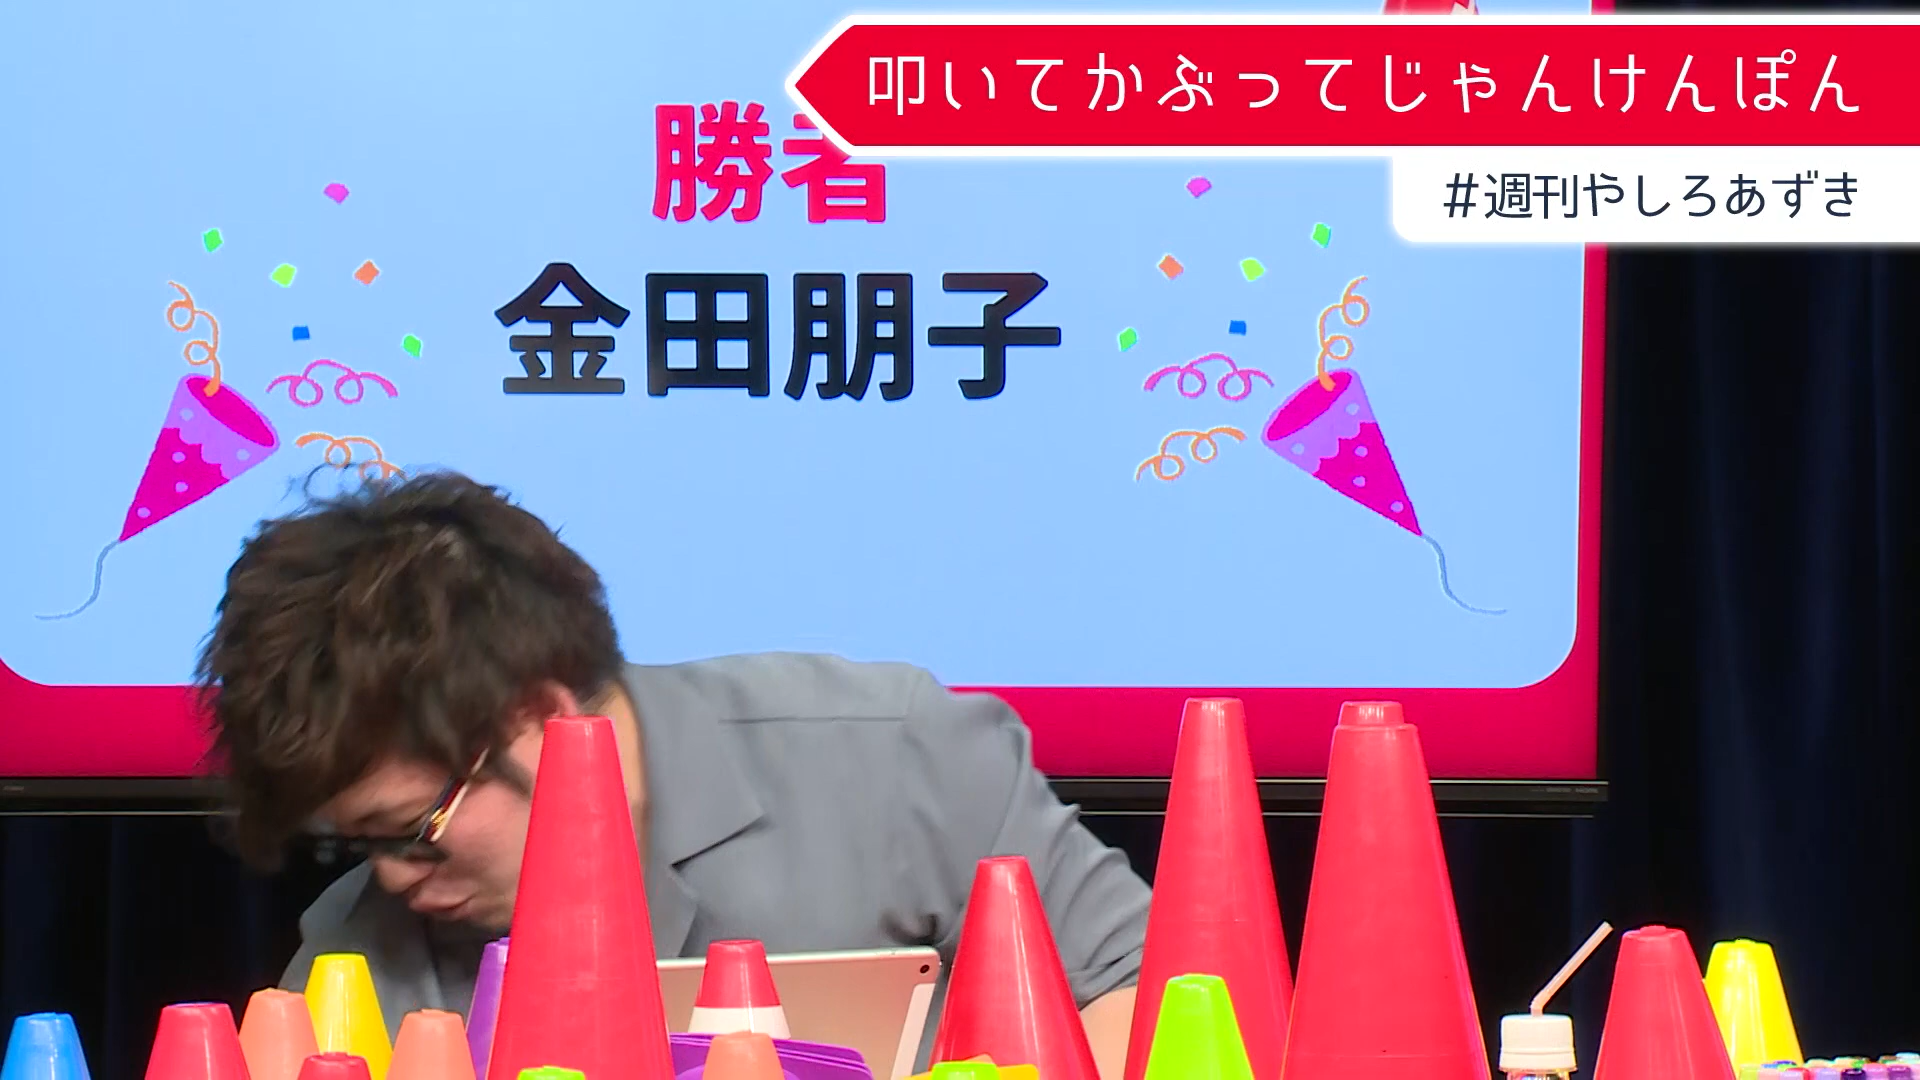 叩いてかぶってじゃんけんぽん
#週刊やしろあずき
勝者
金田朋子